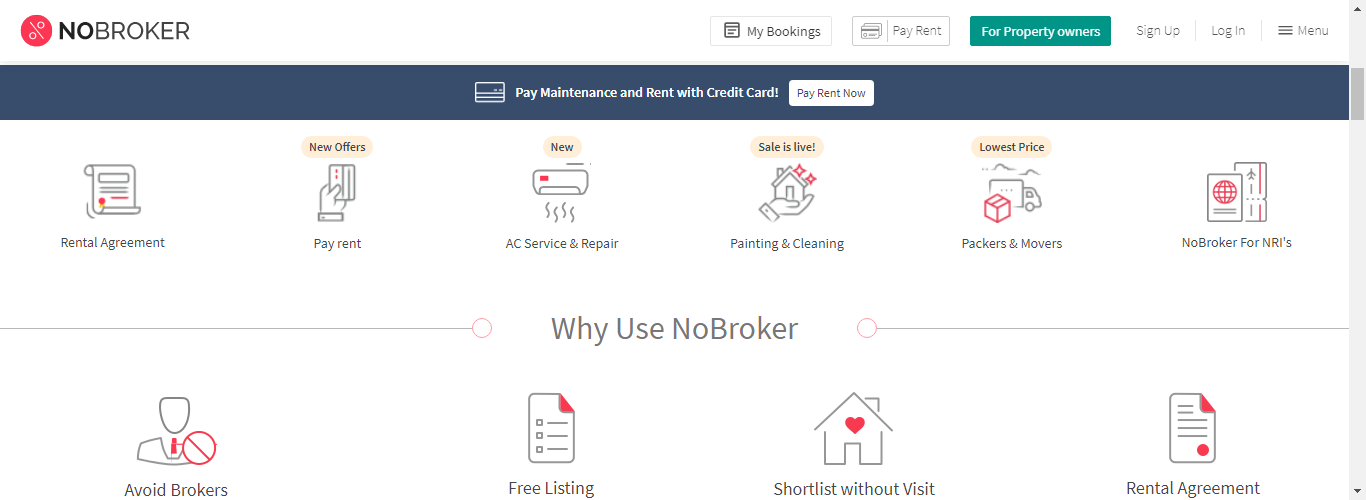 NOBROKER
My Bookings
Pay Rent
For Property owners
Sign Up
Log In
Menu
Pay Maintenance and Rent with Credit Card!
Pay Rent Now
New Offers
New
Sale is live!
Lowest Price
Rental Agreement
Pay rent
AC Service & Repair
Painting & Cleaning
Packers & Movers
NoBroker For NRI's
Why Use NoBroker
Avoid Brokers
Free Listing
Shortlist without Visit
Rental Agreement